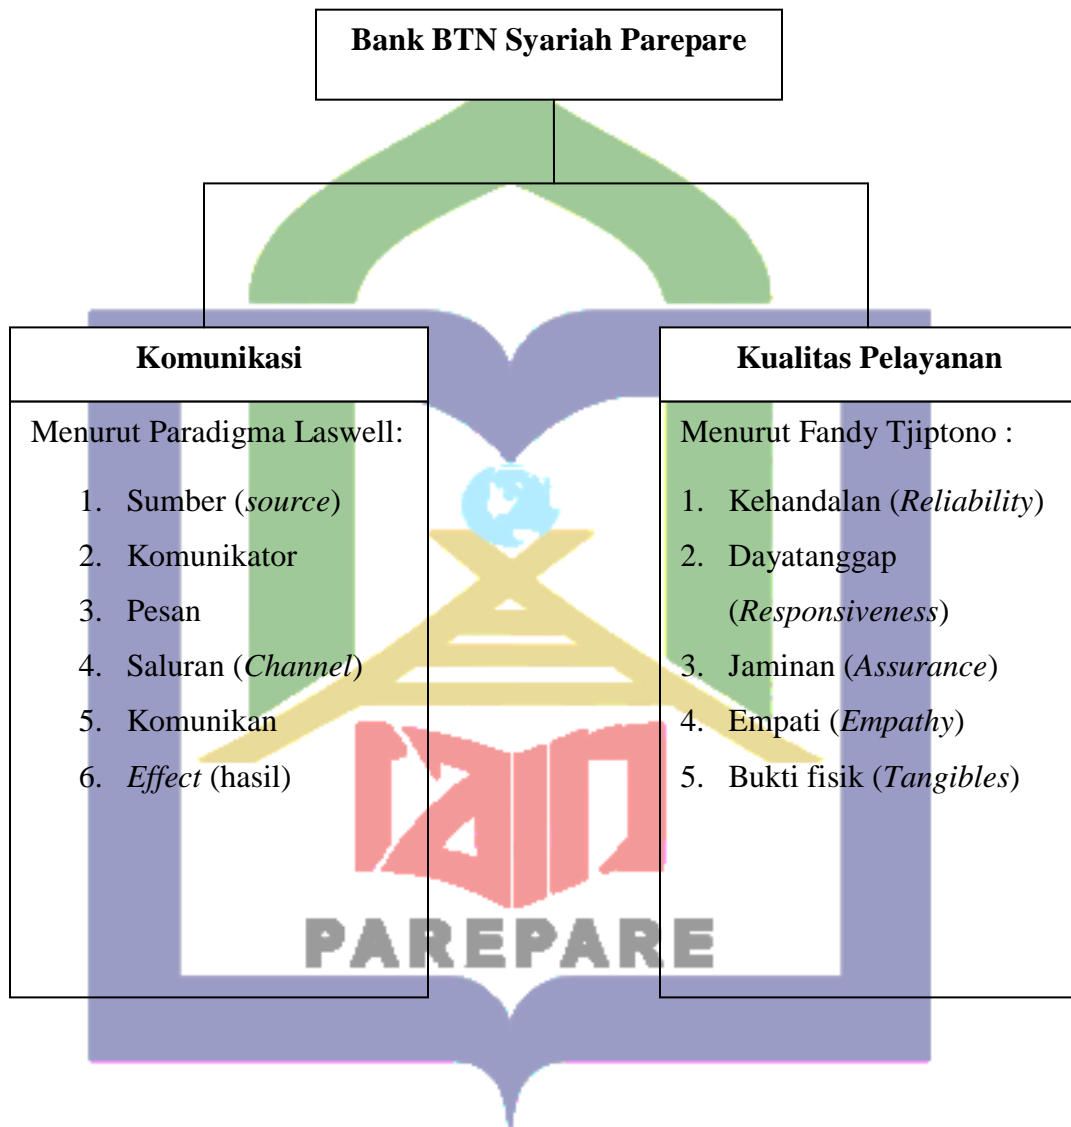 Bank BTN Syariah Parepare
Komunikasi
Menurut Paradigma Laswell:
1. Sumber (source)
2. Komunikator
3. Pesan
4. Saluran (Channel)
5. Komunikan
6. Effect (hasil)
Kualitas Pelayanan
Menurut Fandy Tjiptono :
1. Kehandalan (Reliability)
2. Dayatanggap
(Responsiveness)
3. Jaminan (Assurance)
4. Empati (Empathy)
5. Bukti fisik (Tangibles)
IAIN
PAREPARE